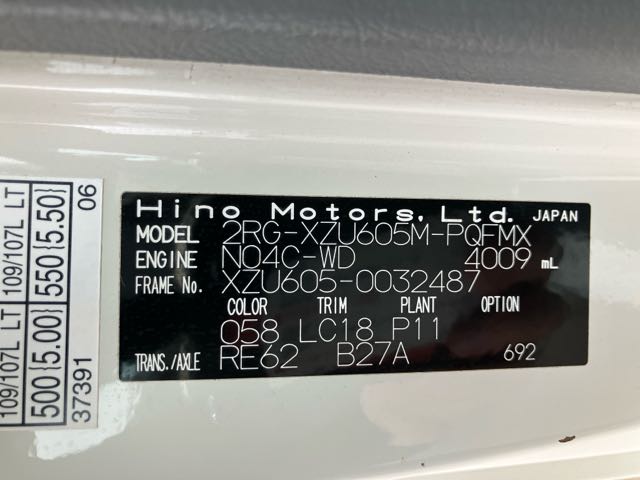 Hino Motors, Ltd. JAPAN
MODEL 2RG-XZU605M-PQFMX
ENGINE N04C-WD 4009 mL
FRAME No. XZU605-0032487
COLOR TRIM PLANT OPTION
058 LC18 P11
TRANS./AXLE RE62 B27A 692
109/107L LT 109/107L LT
500(5.00) 550(5.50)
37391 06